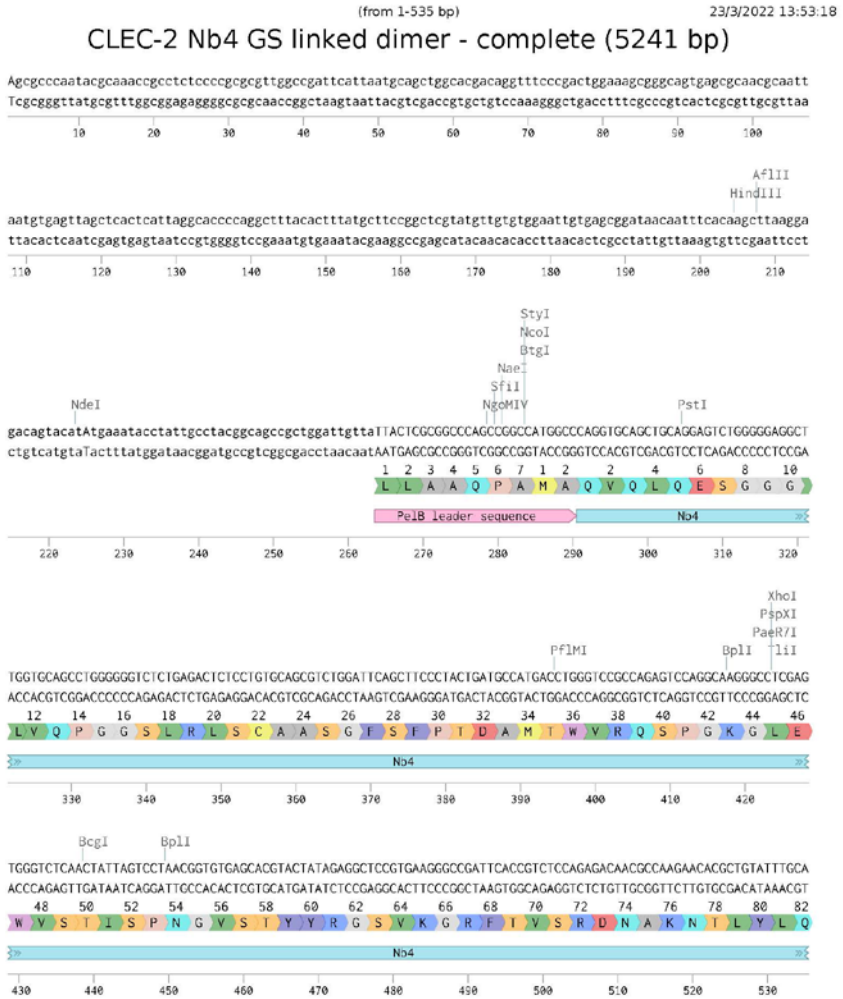 (from 1-535 bp) 23/3/2022 13:53:18
CLEC-2 Nb4 GS linked dimer - complete (5241 bp)
Agcgcccaatacgcaaaccgcctctccccgcgcgttggccgattcattaatgcagctggcacgacaggtttcccgactggaaagcgggcagtgagcgcaacgcaatt
Tcgcgggttatgcgtttggcggagaggggcgcgcaaccggctaagtaattacgtcgaccgtgctgtccaaagggctgacctttcgcccgtcactcgcgttgcgttaa
10 20 30 40 50 60 70 80 90 100
AflII
HindIII
aatgtgagttagctcactcattaggcaccccaggctttacactttatgcttccggctcgtatgttgtgtggaattgtgagcggataacaatttcacaagcttaagga
ttacactcaatcgagtgagtaatccgtggggtccgaaatgtgaaatacgaaggccgagcatacaacacaccttaacactcgcctattgttaaagtgttcgaattcct
110 120 130 140 150 160 170 180 190 200 210
StyI
NcoI
BtgI
NaeI
SfiI
NdeI NgoMIV PstI
gacagtacatAtgaaatacctattgcctacggcagccgctggattgttaTTACTCGCGGCCCAGCCGGCCATGGCCCAGGTGCAGCTGCAGGAGTCTGGGGGAGGCT
ctgtcatgtaTactttatggataacggatgccgtcggcgacctaacaatAATGAGCGCCGGGTCGGCCGGTACCGGGTCCACGTCGACGTCCTCAGACCCCCTCCGA
1 2 3 4 5 6 7 1 2 2 4 6 8 10
L L A A Q P A M A Q V Q L Q E S G G G
PelB leader sequence Nb4
220 230 240 250 260 270 280 290 300 310 320
XhoI
PspXI
PaeR7I
PflMI BplI TliI
TGGTGCAGCCTGGGGGGTCTCTGAGACTCTCCTGTGCAGCGTCTGGATTCAGCTTCCCTACTGATGCCATGACCTGGGTCCGCCAGAGTCCAGGCAAGGGCCTCGAG
ACCACGTCGGACCCCCCAGAGACTCTGAGAGGACACGTCGCAGACCTAAGTCGAAGGGATGACTACGGTACTGGACCCAGGCGGTCTCAGGTCCGTTCCCGGAGCTC
12 14 16 18 20 22 24 26 28 30 32 34 36 38 40 42 44 46
L V Q P G G S L R L S C A A S G F S F P T D A M T W V R Q S P G K G L E
Nb4
330 340 350 360 370 380 390 400 410 420
BcgI BplI
TGGGTCTCAACTATTAGTCCTAACGGTGTGAGCACGTACTATAGAGGCTCCGTGAAGGGCCGATTCACCGTCTCCAGAGACAACGCCAAGAACACGCTGTATTTGCA
ACCCAGAGTTGATAATCAGGATTGCCACACTCGTGCATGATATCTCCGAGGCACTTCCCGGCTAAGTGGCAGAGGTCTCTGTTGCGGTTCTTGTGCGACATAAACGT
48 50 52 54 56 58 60 62 64 66 68 70 72 74 76 78 80 82
W V S T I S P N G V S T Y Y R G S V K G R F T V S R D N A K N T L Y L Q
Nb4
430 440 450 460 470 480 490 500 510 520 530